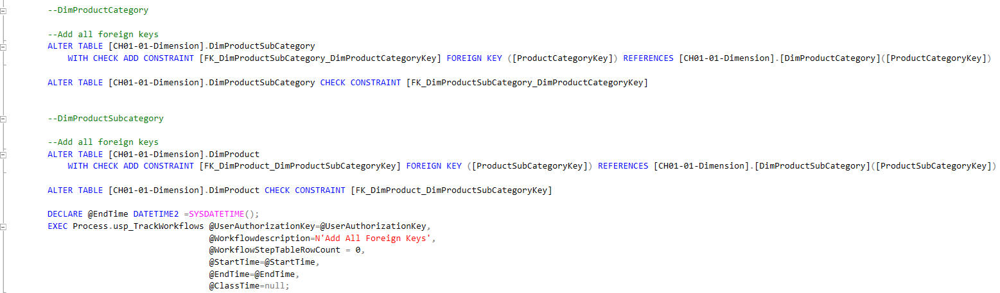 --DimProductCategory
--Add all foreign keys
ALTER TABLE [CH01-01-Dimension].DimProductSubCategory
WITH CHECK ADD CONSTRAINT [FK_DimProductSubCategory_DimProductCategoryKey] FOREIGN KEY ([ProductCategoryKey]) REFERENCES [CH01-01-Dimension].[DimProductCategory]([ProductCategoryKey])
ALTER TABLE [CH01-01-Dimension].DimProductSubCategory CHECK CONSTRAINT [FK_DimProductSubCategory_DimProductCategoryKey]
--DimProductSubcategory
--Add all foreign keys
ALTER TABLE [CH01-01-Dimension].DimProduct
WITH CHECK ADD CONSTRAINT [FK_DimProduct_DimProductSubCategoryKey] FOREIGN KEY ([ProductSubCategoryKey]) REFERENCES [CH01-01-Dimension].[DimProductSubCategory]([ProductSubCategoryKey])
ALTER TABLE [CH01-01-Dimension].DimProduct CHECK CONSTRAINT [FK_DimProduct_DimProductSubCategoryKey]
DECLARE @EndTime DATETIME2 =SYSDATETIME();
EXEC Process.usp_TrackWorkflows @UserAuthorizationKey=@UserAuthorizationKey,
@Workflowdescription=N'Add All Foreign Keys',
@WorkflowStepTableRowCount = 0,
@StartTime=@StartTime,
@EndTime=@EndTime,
@ClassTime=null;